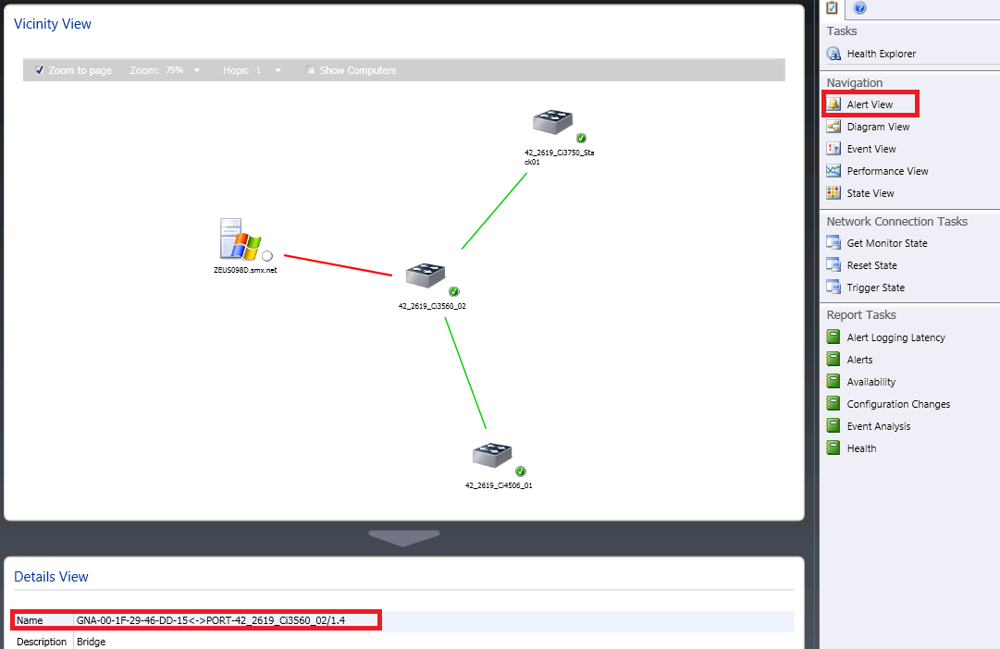 Vicinity View
Zoom to page Zoom: 75% Hops: 1 Show Computers
42_2619_Ci3750_Sta
ck01
ZEUS098D.smx.net
42_2619_Ci3560_02
42_2619_Ci4506_01
Details View
Name GNA-00-1F-29-46-DD-15<->PORT-42_2619_Ci3560_02/1.4
Description Bridge
Tasks
Health Explorer
Navigation
Alert View
Diagram View
Event View
Performance View
State View
Network Connection Tasks
Get Monitor State
Reset State
Trigger State
Report Tasks
Alert Logging Latency
Alerts
Availability
Configuration Changes
Event Analysis
Health